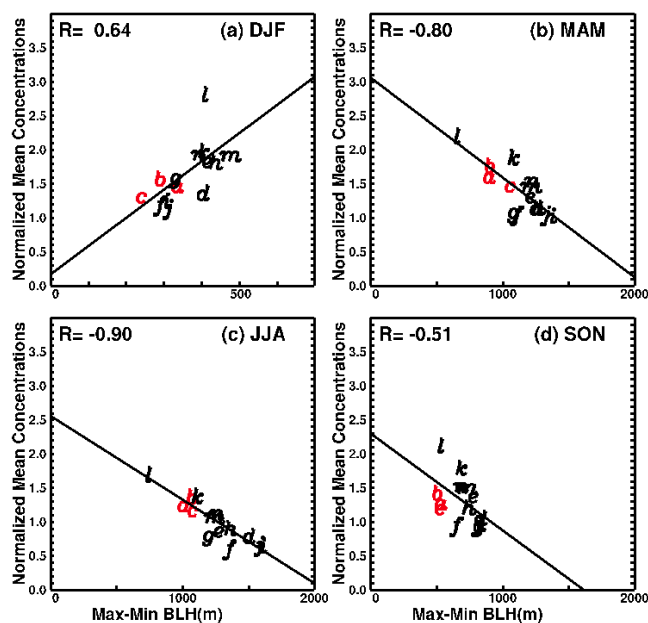 R= 0.64 (a) DJF
R= -0.80 (b) MAM
Normalized Mean Concentrations
Normalized Mean Concentrations
3.5 3.0 2.5 2.0 1.5 1.0 0.5 0.0
3.5 3.0 2.5 2.0 1.5 1.0 0.5 0.0
l
b c a g
f j d
m n
l k
b a c
m e
g d j i
0 500
0 1000 2000
R= -0.90 (c) JJA
R= -0.51 (d) SON
Normalized Mean Concentrations
Normalized Mean Concentrations
3.5 3.0 2.5 2.0 1.5 1.0 0.5 0.0
3.5 3.0 2.5 2.0 1.5 1.0 0.5 0.0
l
b k a c
m
g e h d
f j
l
k
m e
b a
f
0 1000 2000
0 1000 2000
Max-Min BLH(m)
Max-Min BLH(m)